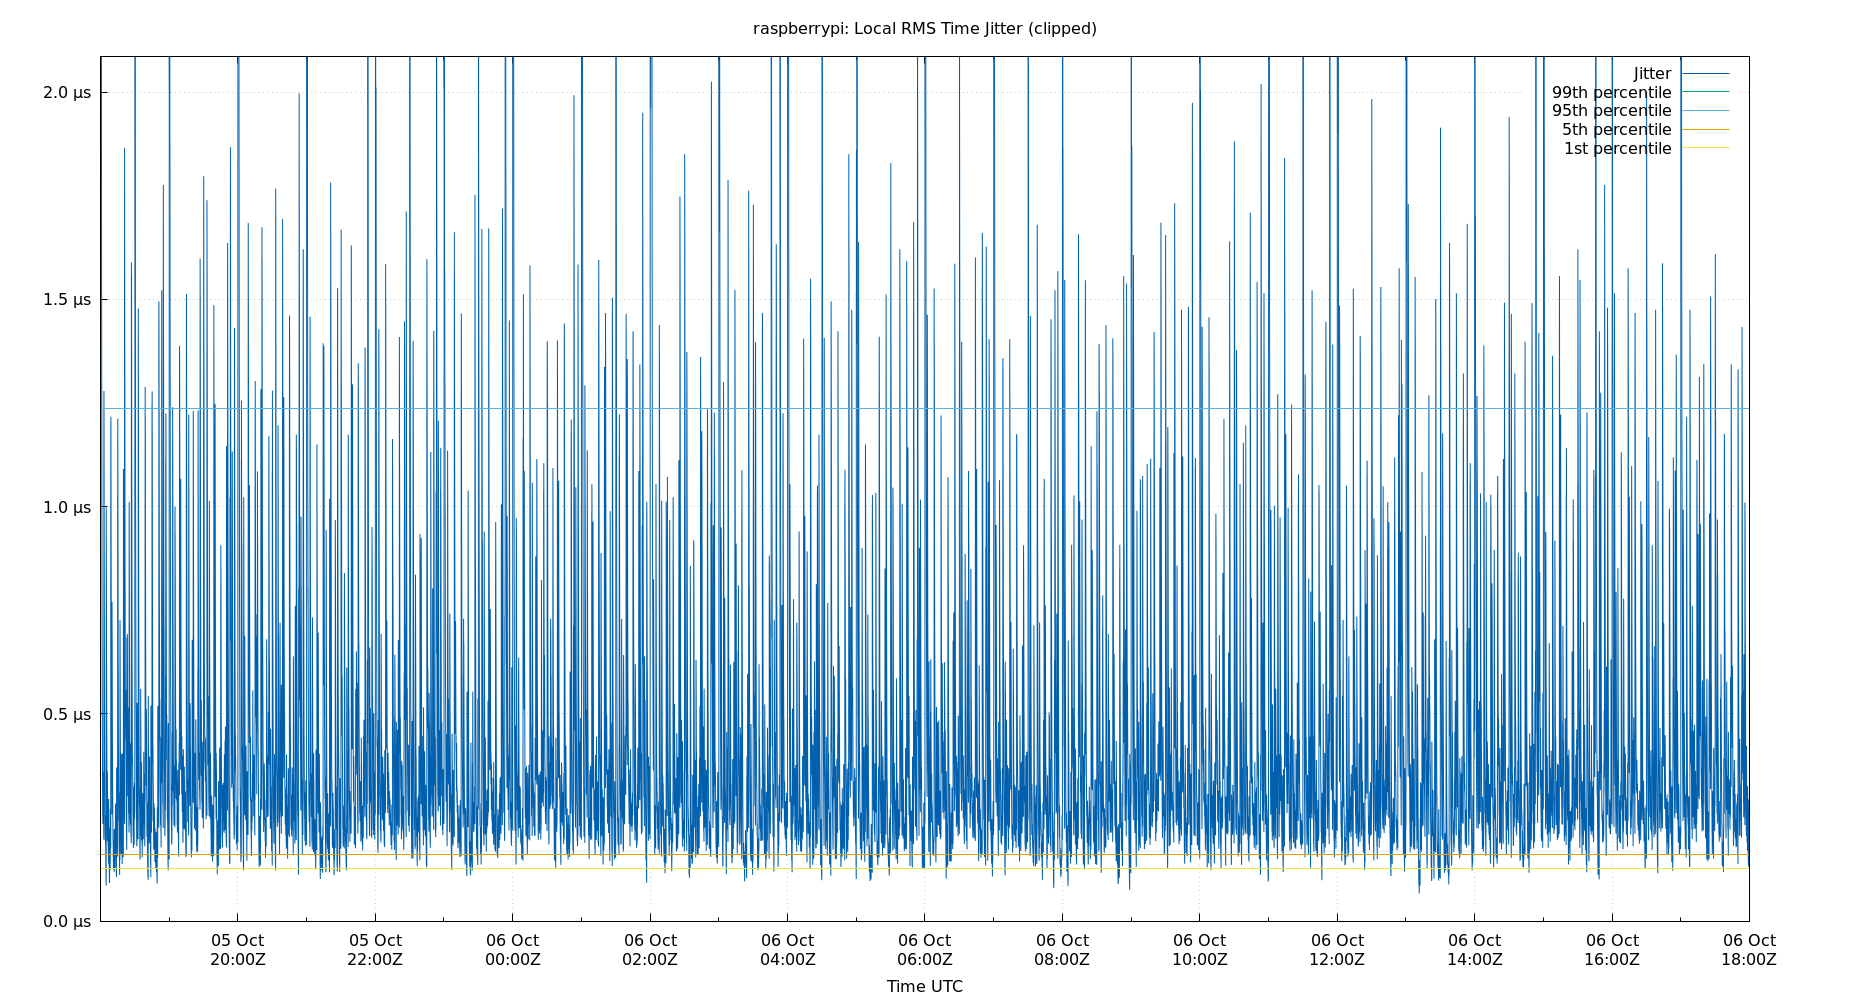 raspberrypi: Local RMS Time Jitter (clipped)
Jitter
99th percentile
95th percentile
5th percentile
1st percentile
2.0 μs
1.5 μs
1.0 μs
0.5 μs
0.0 μs
05 Oct 05 Oct 06 Oct 06 Oct 06 Oct 06 Oct 06 Oct 06 Oct 06 Oct 06 Oct 06 Oct 06 Oct
20:00Z 22:00Z 00:00Z 02:00Z 04:00Z 06:00Z 08:00Z 10:00Z 12:00Z 14:00Z 16:00Z 18:00Z
Time UTC